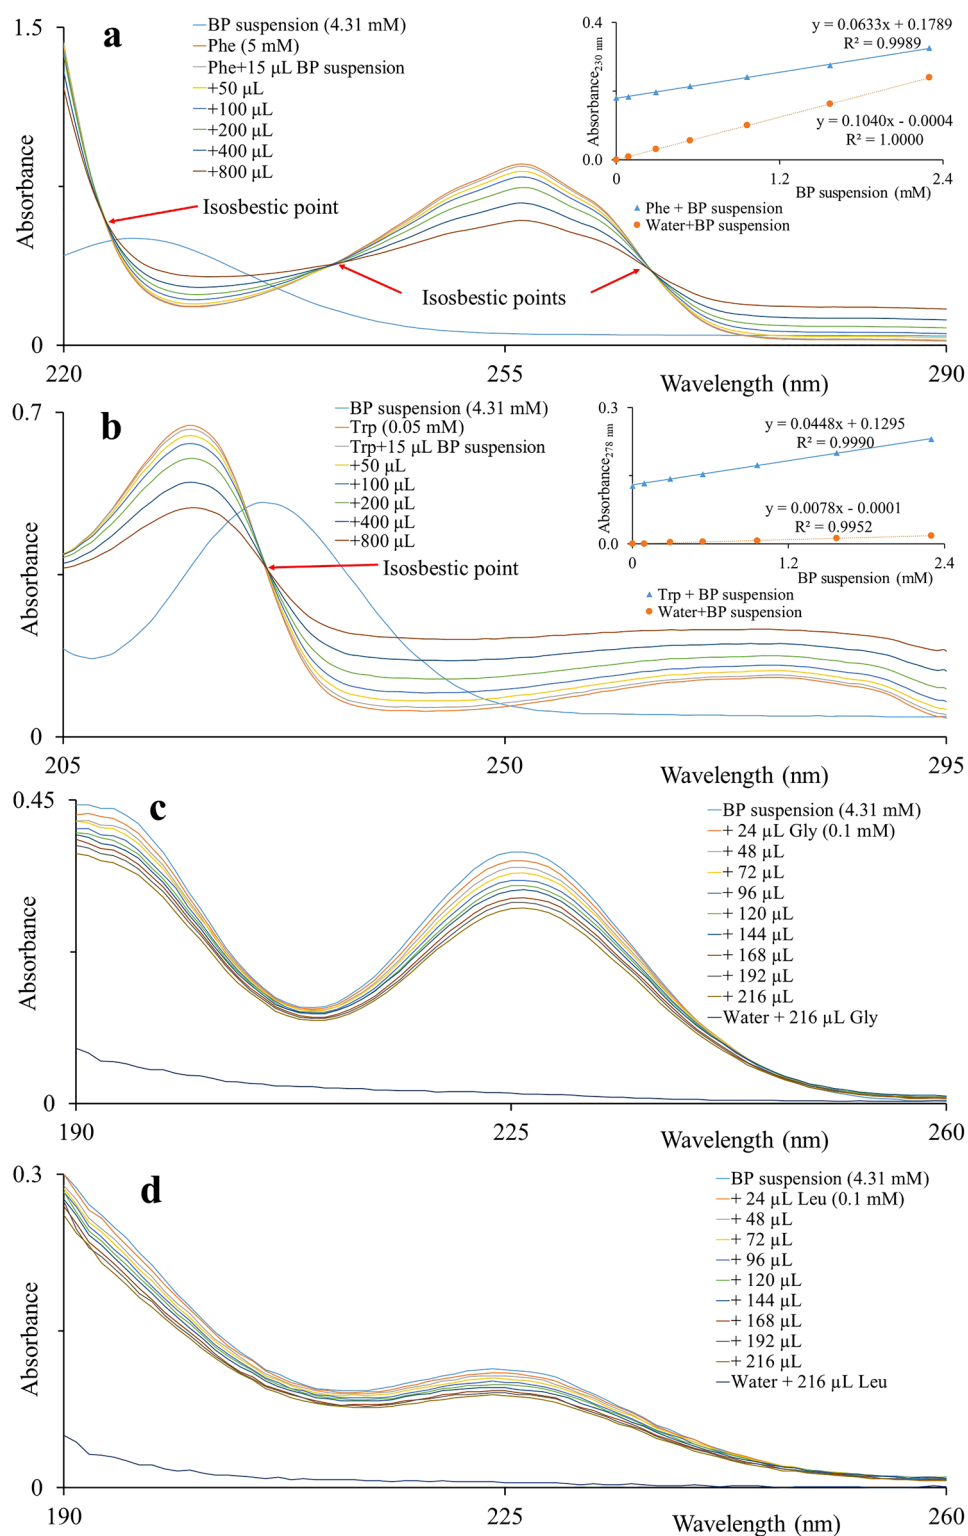 a
1.5
Absorbance
0
220
255
290
Wavelength (nm)
BP suspension (4.31 mM)
Phe (5 mM)
Phe+15 µL BP suspension
+50 µL
+100 µL
+200 µL
+400 µL
+800 µL
Isosbestic point
Isosbestic points
0.4
Absorbance230 nm
0.0
0
1.2
2.4
BP suspension (mM)
y = 0.0633x + 0.1789
R² = 0.9989
y = 0.1040x - 0.0004
R² = 1.0000
Phe + BP suspension
Water+BP suspension
b
0.7
Absorbance
0
205
250
295
Wavelength (nm)
BP suspension (4.31 mM)
Trp (0.05 mM)
Trp+15 µL BP suspension
+50 µL
+100 µL
+200 µL
+400 µL
+800 µL
Isosbestic point
0.3
Absorbance278 nm
0.0
0
1.2
2.4
BP suspension (mM)
y = 0.0448x + 0.1295
R² = 0.9990
y = 0.0078x - 0.0001
R² = 0.9952
Trp + BP suspension
Water+BP suspension
c
0.45
Absorbance
0
190
225
260
Wavelength (nm)
BP suspension (4.31 mM)
+ 24 µL Gly (0.1 mM)
+ 48 µL
+ 72 µL
+ 96 µL
+ 120 µL
+ 144 µL
+ 168 µL
+ 192 µL
+ 216 µL
Water + 216 µL Gly
d
0.3
Absorbance
0
190
225
260
Wavelength (nm)
BP suspension (4.31 mM)
+ 24 µL Leu (0.1 mM)
+ 48 µL
+ 72 µL
+ 96 µL
+ 120 µL
+ 144 µL
+ 168 µL
+ 192 µL
+ 216 µL
Water + 216 µL Leu